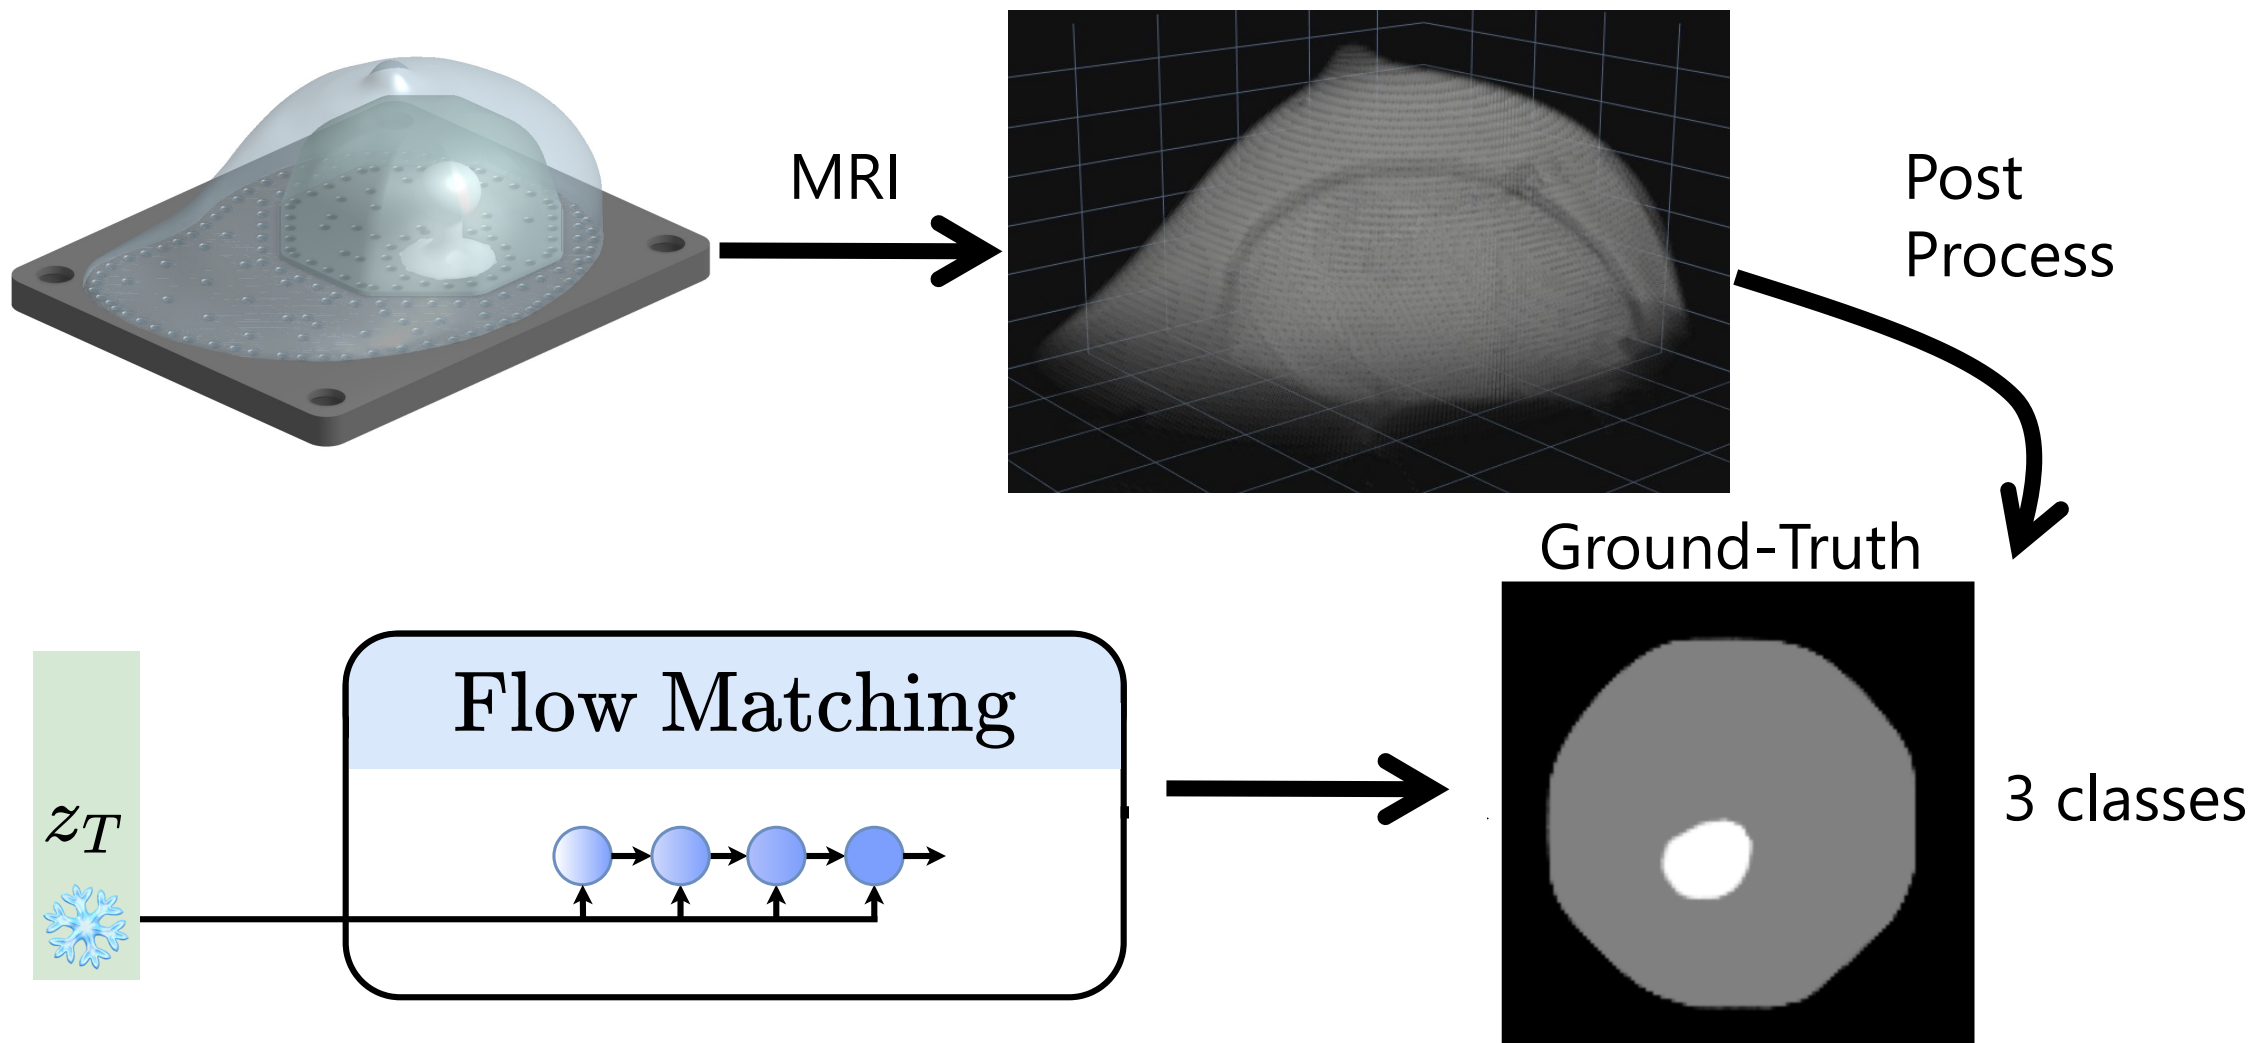 MRI
Post
Process
Ground-Truth
Flow Matching
z_T
3 classes